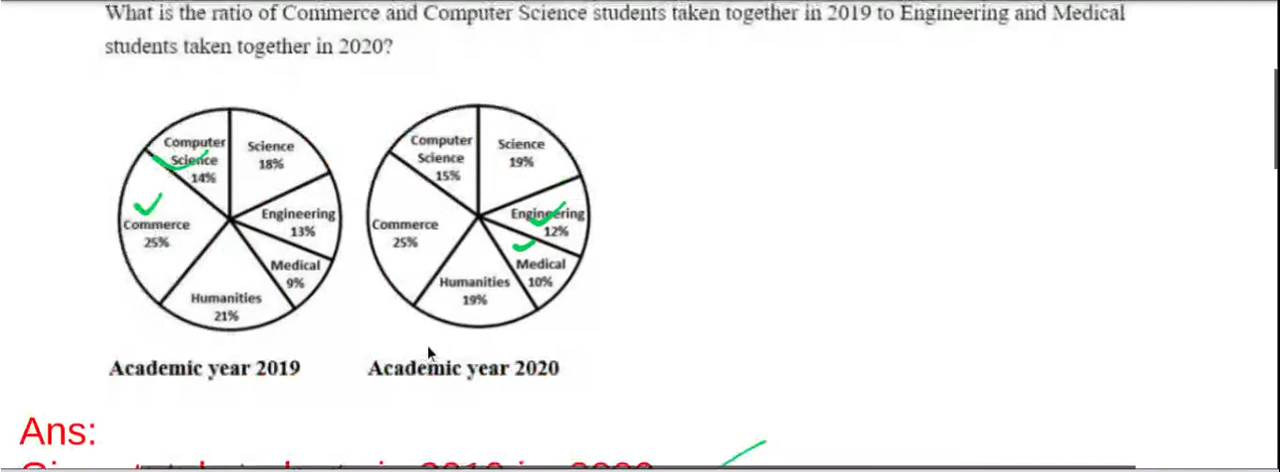 What is the ratio of Commerce and Computer Science students taken together in 2019 to Engineering and Medical
students taken together in 2020?
Computer
Science
14%
Science
18%
Engineering
13%
Medical
9%
Humanities
21%
Commerce
25%
Computer
Science
15%
Science
19%
Engineering
12%
Medical
10%
Humanities
19%
Commerce
25%
Academic year 2019
Academic year 2020
Ans: